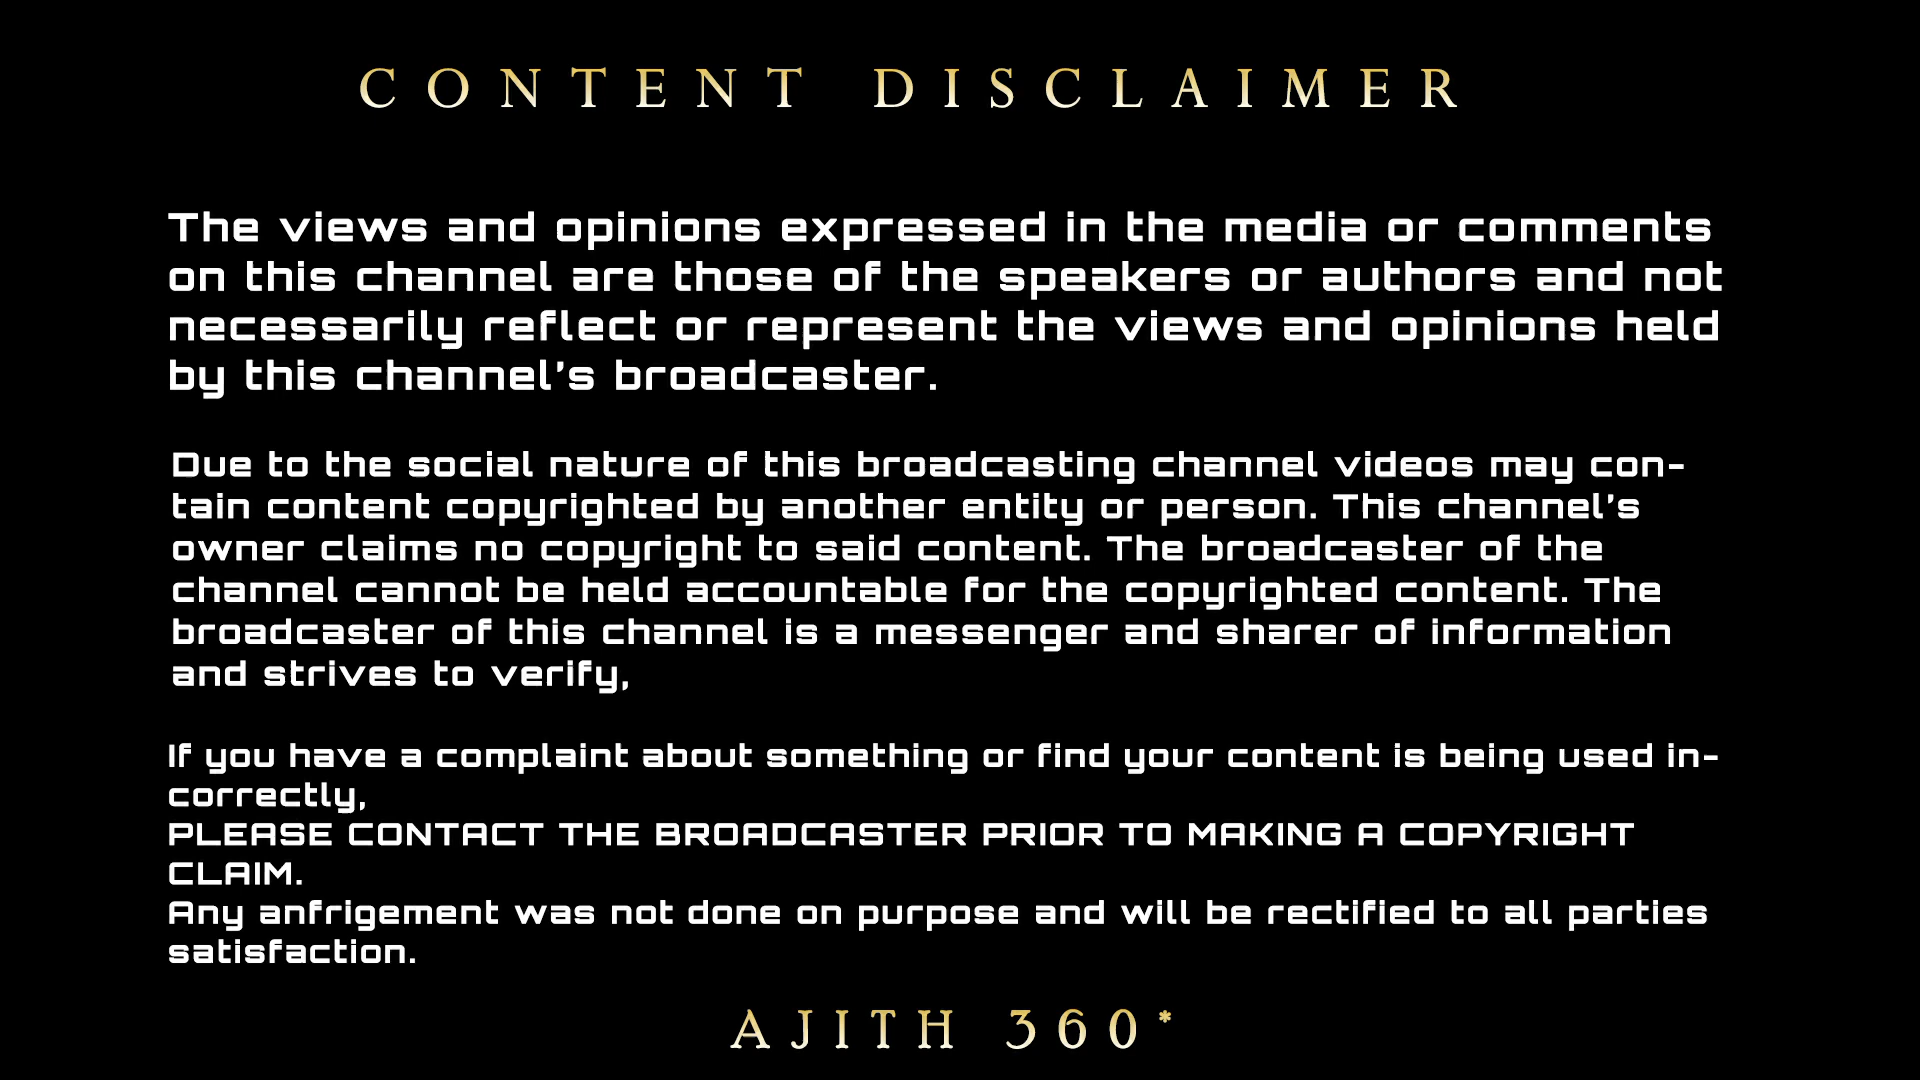 CONTENT DISCLAIMER
The views and opinions expressed in the media or comments
on this channel are those of the speakers or authors and not
necessarily reflect or represent the views and opinions held
by this channel's broadcaster.
Due to the social nature of this broadcasting channel videos may con-
tain content copyrighted by another entity or person. This channel's
owner claims no copyright to said content. The broadcaster of the
channel cannot be held accountable for the copyrighted content. The
broadcaster of this channel is a messenger and sharer of information
and strives to verify,
If you have a complaint about something or find your content is being used in-
correctly,
PLEASE CONTACT THE BROADCASTER PRIOR TO MAKING A COPYRIGHT
CLAIM.
Any anfrigement was not done on purpose and will be rectified to all parties
satisfaction.
AJITH 360*